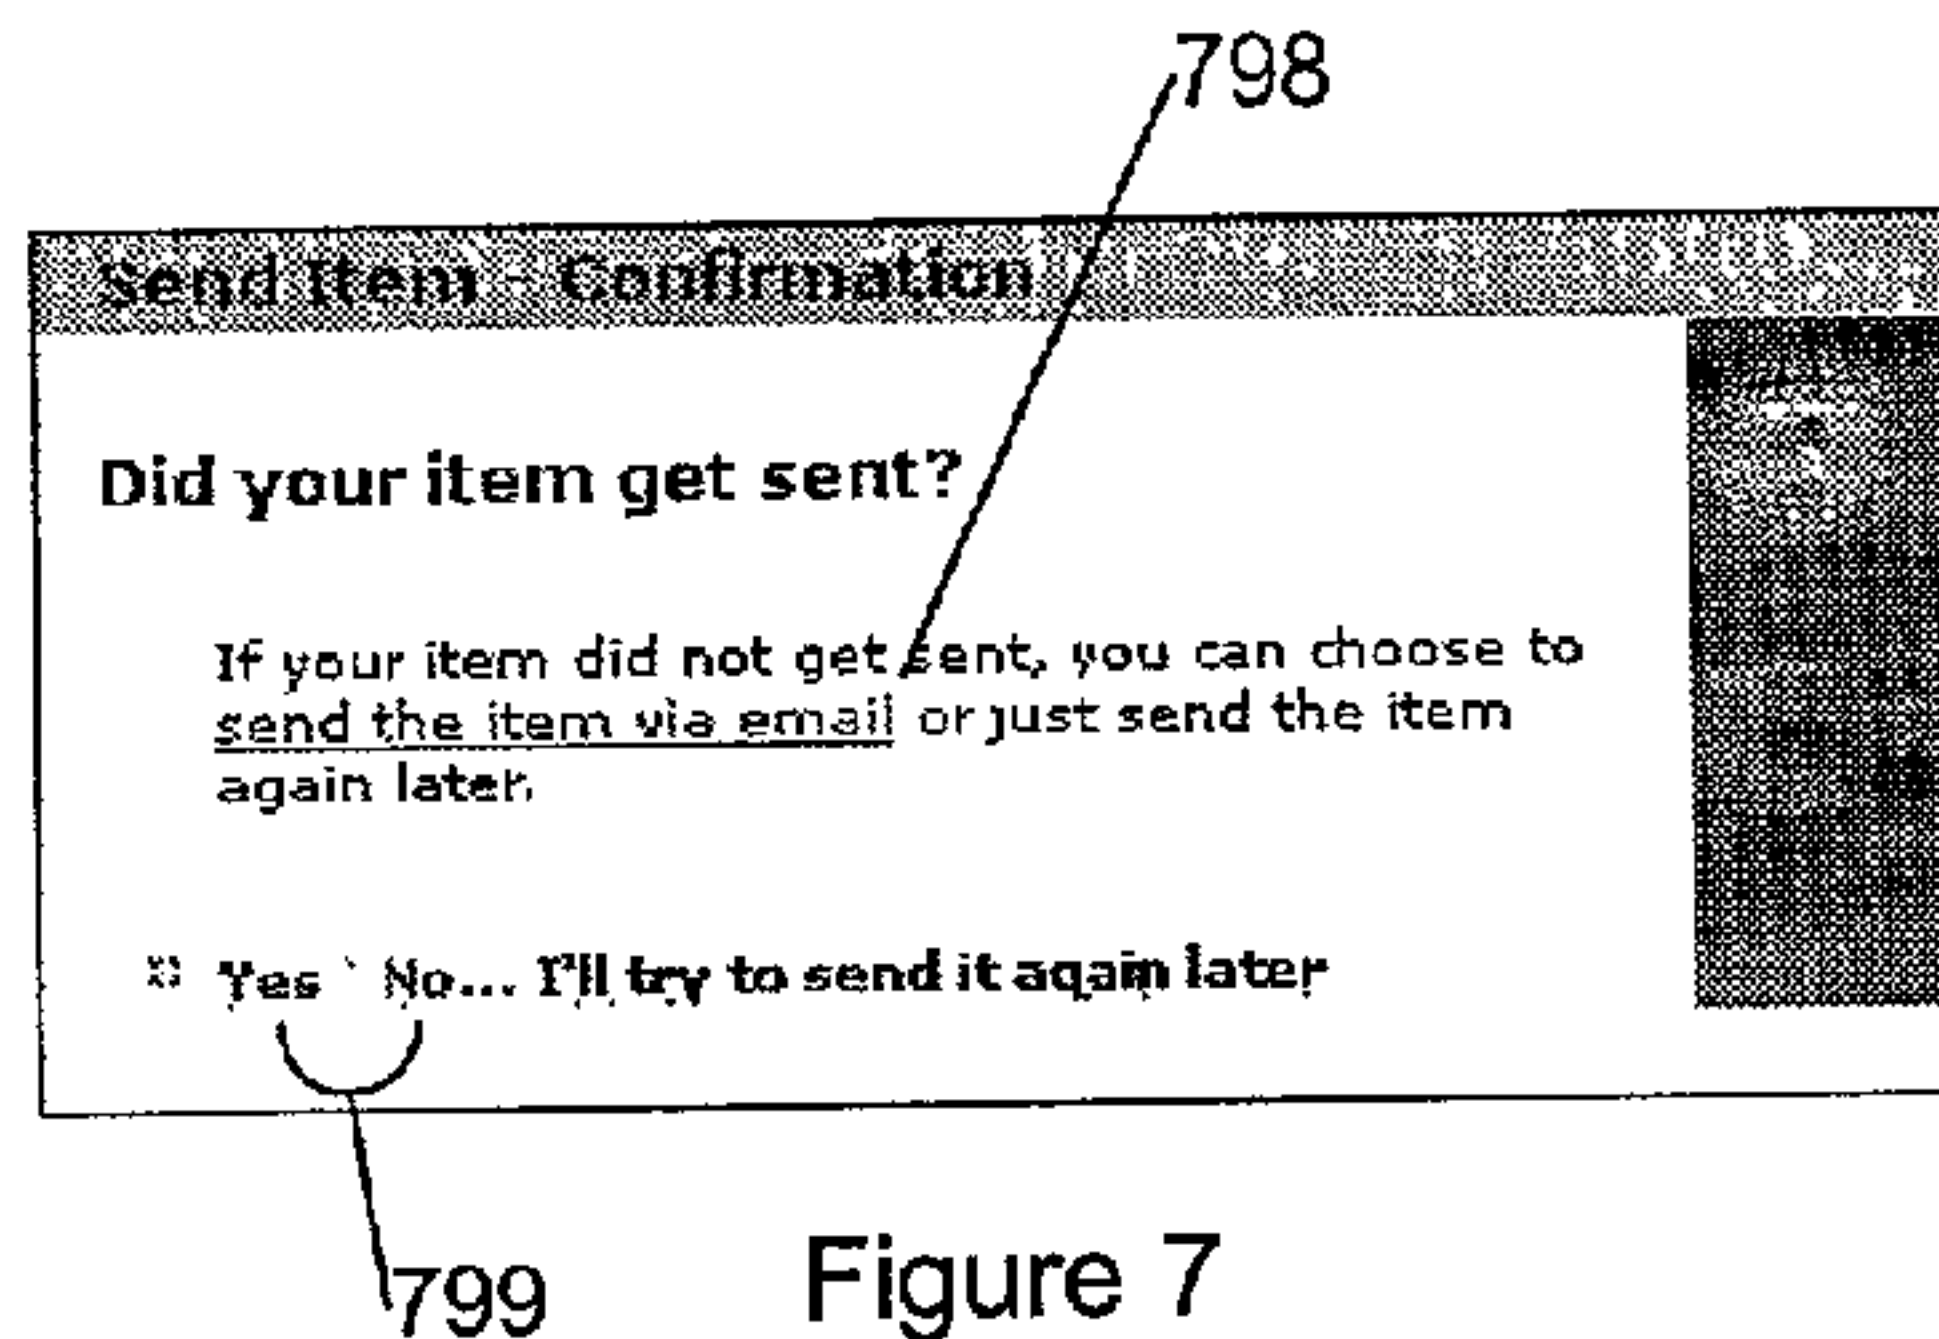 798
Send Item - Confirmation
Did your item get sent?
If your item did not get sent, you can choose to
send the item via email or just send the item
again later.
Yes No... I'll try to send it again later
799
Figure 7